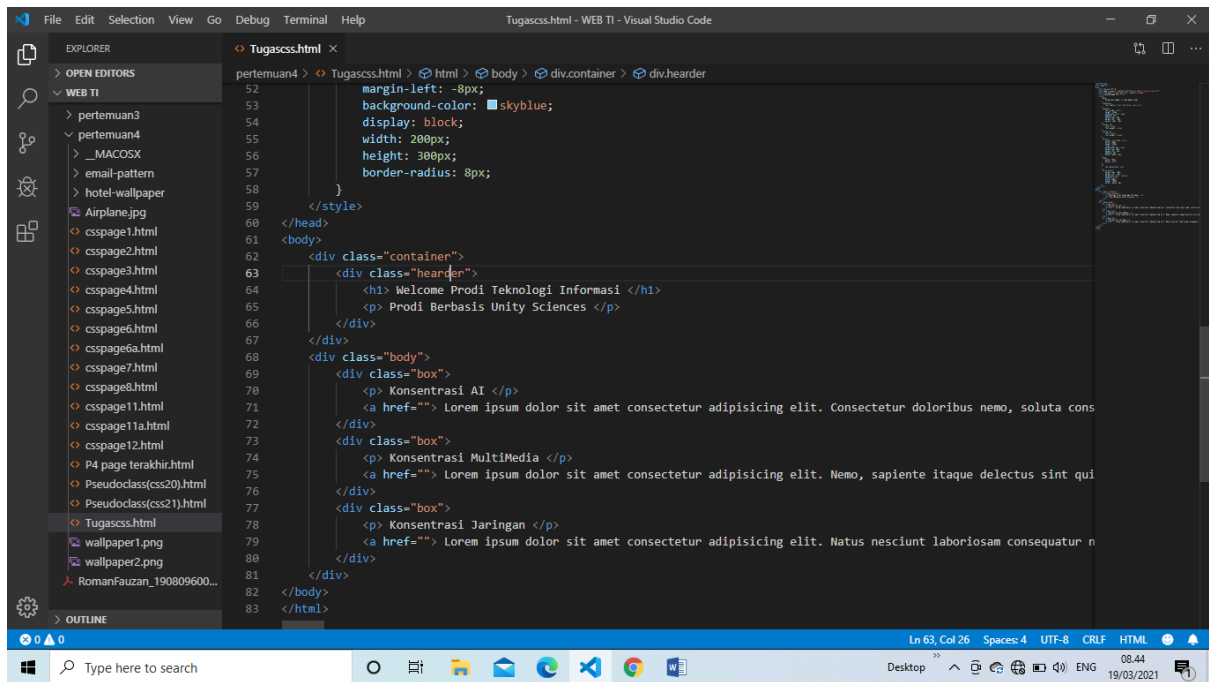 File Edit Selection View Go Debug Terminal Help Tugascss.html - WEB TI - Visual Studio Code
EXPLORER
OPEN EDITORS
WEB TI
pertemuan3
pertemuan4
__MACOSX
email-pattern
hotel-wallpaper
Airplane.jpg
csspage1.html
csspage2.html
csspage3.html
csspage4.html
csspage5.html
csspage6.html
csspage6a.html
csspage7.html
csspage8.html
csspage11.html
csspage11a.html
csspage12.html
P4 page terakhir.html
Pseudoclass(css20).html
Pseudoclass(css21).html
Tugascss.html
wallpaper1.png
wallpaper2.png
RomanFauzan_190809600...
OUTLINE
Tugascss.html
pertemuan4 > Tugascss.html > html > body > div.container > div.hearder
52 margin-left: -8px;
53 background-color: skyblue;
54 display: block;
55 width: 200px;
56 height: 300px;
57 border-radius: 8px;
58 }
59 </style>
60 </head>
61 <body>
62 <div class="container">
63 <div class="hearder">
64 <h1> Welcome Prodi Teknologi Informasi </h1>
65 <p> Prodi Berbasis Unity Sciences </p>
66 </div>
67 </div>
68 <div class="body">
69 <div class="box">
70 <p> Konsentrasi AI </p>
71 <a href=""> Lorem ipsum dolor sit amet consectetur adipisicing elit. Consectetur doloribus nemo, soluta cons
72 </div>
73 <div class="box">
74 <p> Konsentrasi MultiMedia </p>
75 <a href=""> Lorem ipsum dolor sit amet consectetur adipisicing elit. Nemo, sapiente itaque delectus sint qui
76 </div>
77 <div class="box">
78 <p> Konsentrasi Jaringan </p>
79 <a href=""> Lorem ipsum dolor sit amet consectetur adipisicing elit. Natus nesciunt laboriosam consequatur n
80 </div>
81 </div>
82 </body>
83 </html>
0 0 Ln 63, Col 26 Spaces: 4 UTF-8 CRLF HTML
Type here to search Desktop ENG 08.44
19/03/2021